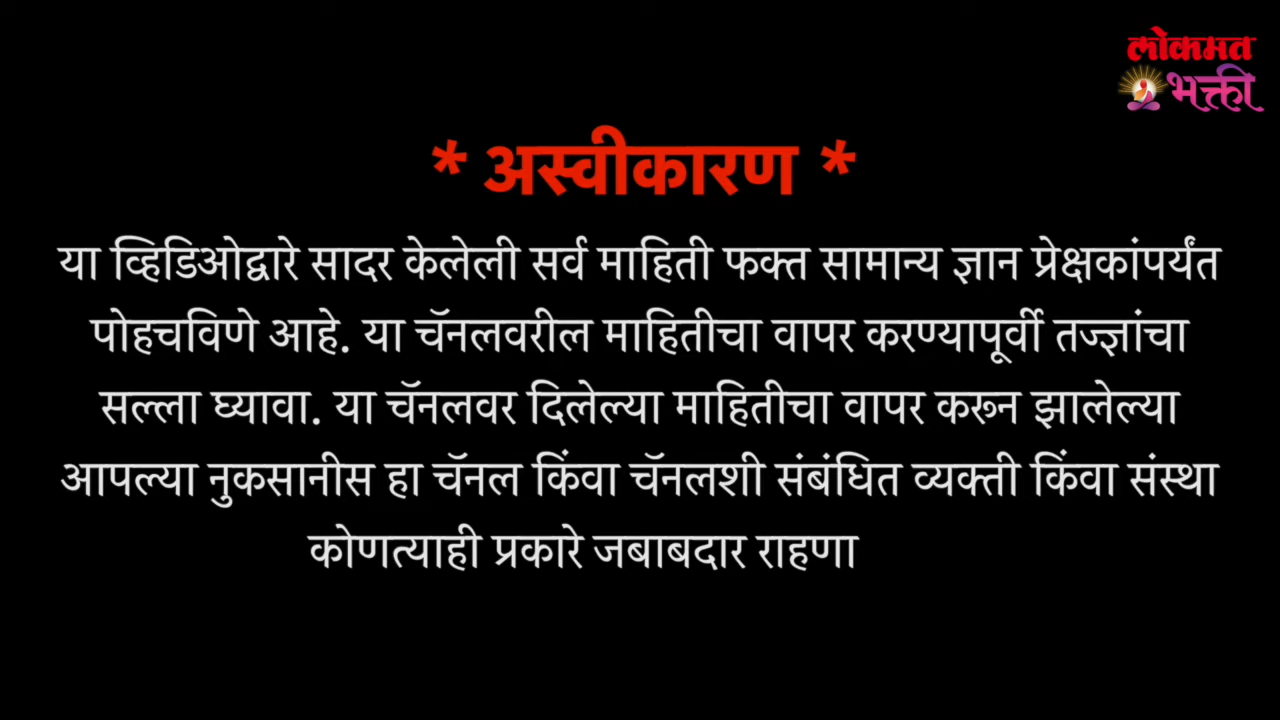 लोकमत
भक्ती
* अस्वीकारण *
या व्हिडिओद्वारे सादर केलेली सर्व माहिती फक्त सामान्य ज्ञान प्रेक्षकांपर्यंत
पोहचविणे आहे. या चॅनलवरील माहितीचा वापर करण्यापूर्वी तज्ज्ञांचा
सल्ला घ्यावा. या चॅनलवर दिलेल्या माहितीचा वापर करून झालेल्या
आपल्या नुकसानीस हा चॅनल किंवा चॅनलशी संबंधित व्यक्ती किंवा संस्था
कोणत्याही प्रकारे जबाबदार राहणा